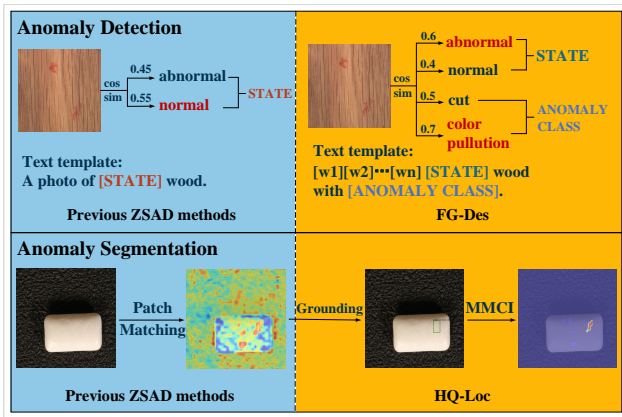 Anomaly Detection
cos
sim
0.45
abnormal
0.55
normal
STATE
Text template:
A photo of [STATE] wood.
Previous ZSAD methods
cos
sim
0.6
abnormal
0.4
normal
STATE
0.5
cut
0.7
color
pullution
ANOMALY
CLASS
Text template:
[w1][w2]•••[wn] [STATE] wood
with [ANOMALY CLASS].
FG-Des
Anomaly Segmentation
Patch
Matching
Previous ZSAD methods
Grounding
MMCI
HQ-Loc